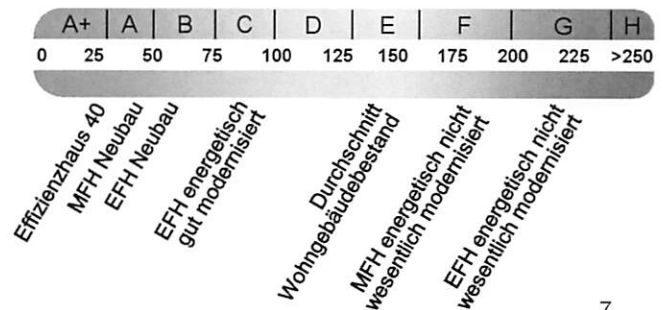 A+ A B C D E F G H
0 25 50 75 100 125 150 175 200 225 >250
Effizienzhaus 40
MFH Neubau
EFH Neubau
EFH energetisch
gut modernisiert
Durchschnitt
Wohngebäudebestand
MFH energetisch nicht
wesentlich modernisiert
EFH energetisch nicht
wesentlich modernisiert
7